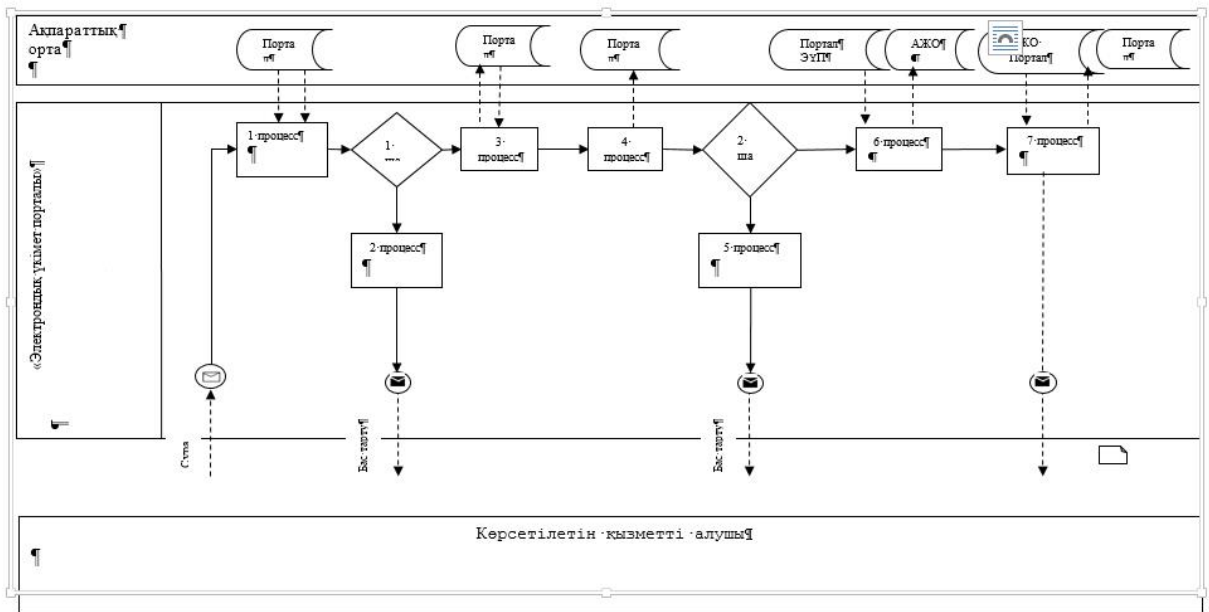 Ақпараттық¶
орта¶
¶
Порта
л¶
Порта
л¶
Порта
л¶
Портал¶
ЭҮП¶
АЖО¶
¶
КО·
Портал¶
Порта
л¶
«Электрондық үкімет порталы»¶
¶
1·процесс¶
¶
1·
3·
процесс¶
4·
процесс¶
2·
ша
6·процесс¶
¶
7·процесс¶
¶
2·процесс¶
¶
5·процесс¶
¶
Сұра
Бас тарту¶
Бас тарту¶
Көрсетілетін·қызметті·алушы¶
¶